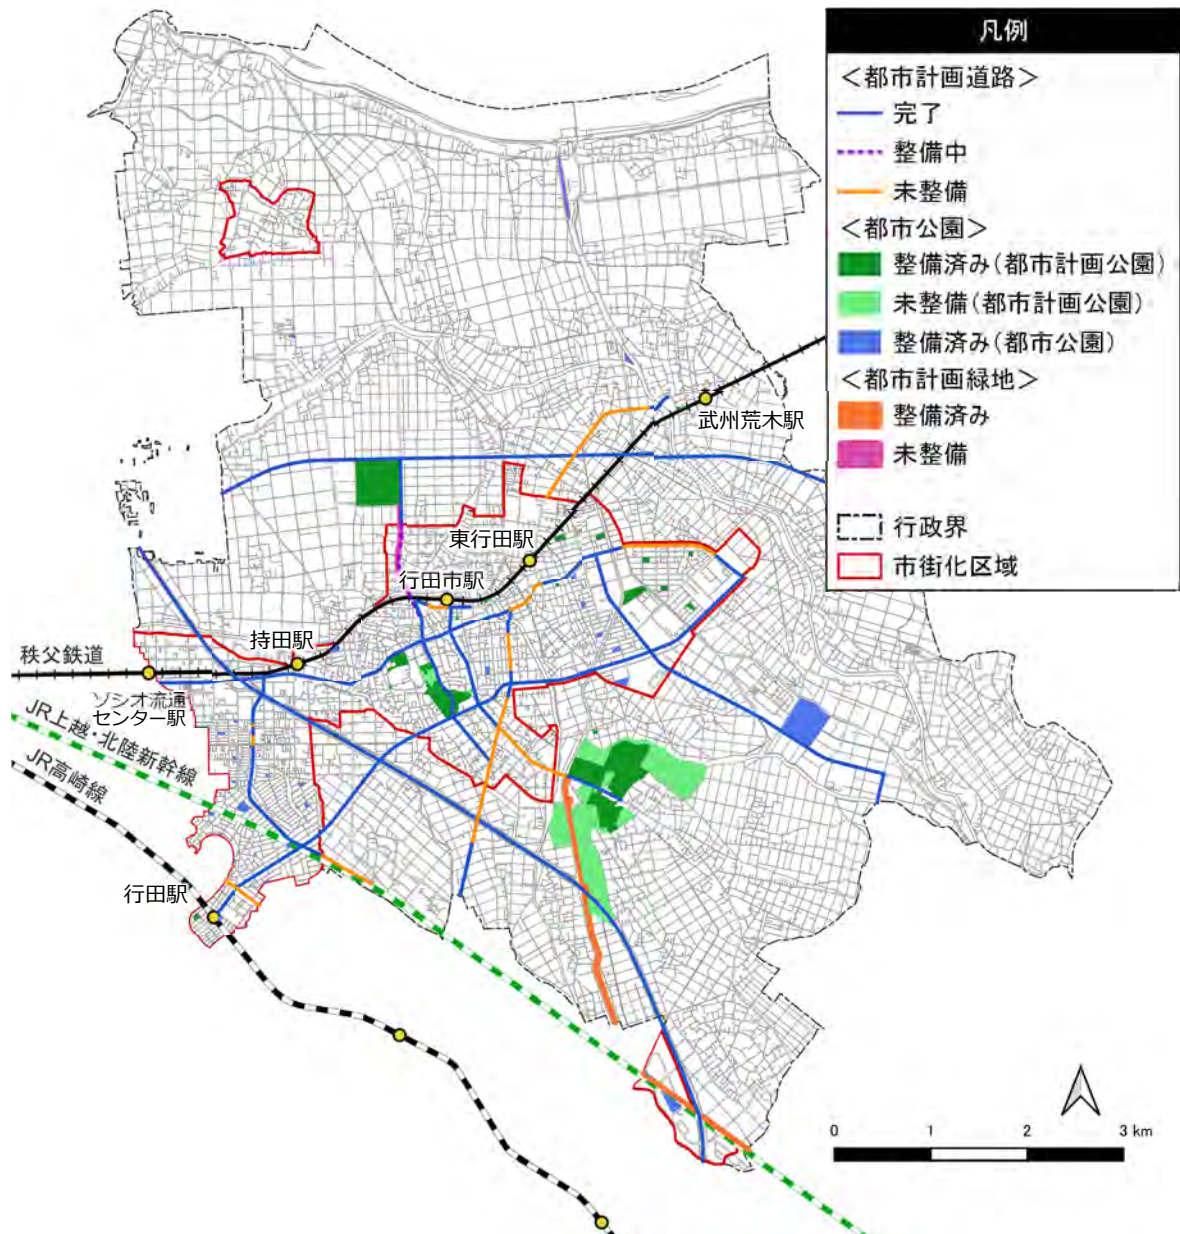 凡例
<都市計画道路>
完了
整備中
未整備
<都市公園>
整備済み(都市計画公園)
未整備(都市計画公園)
整備済み(都市公園)
<都市計画緑地>
整備済み
未整備
行政界
市街化区域
武州荒木駅
東行田駅
行田市駅
持田駅
秩父鉄道
ソシオ流通
センター駅
JR上越・北陸新幹線
JR高崎線
行田駅
0 1 2 3 km